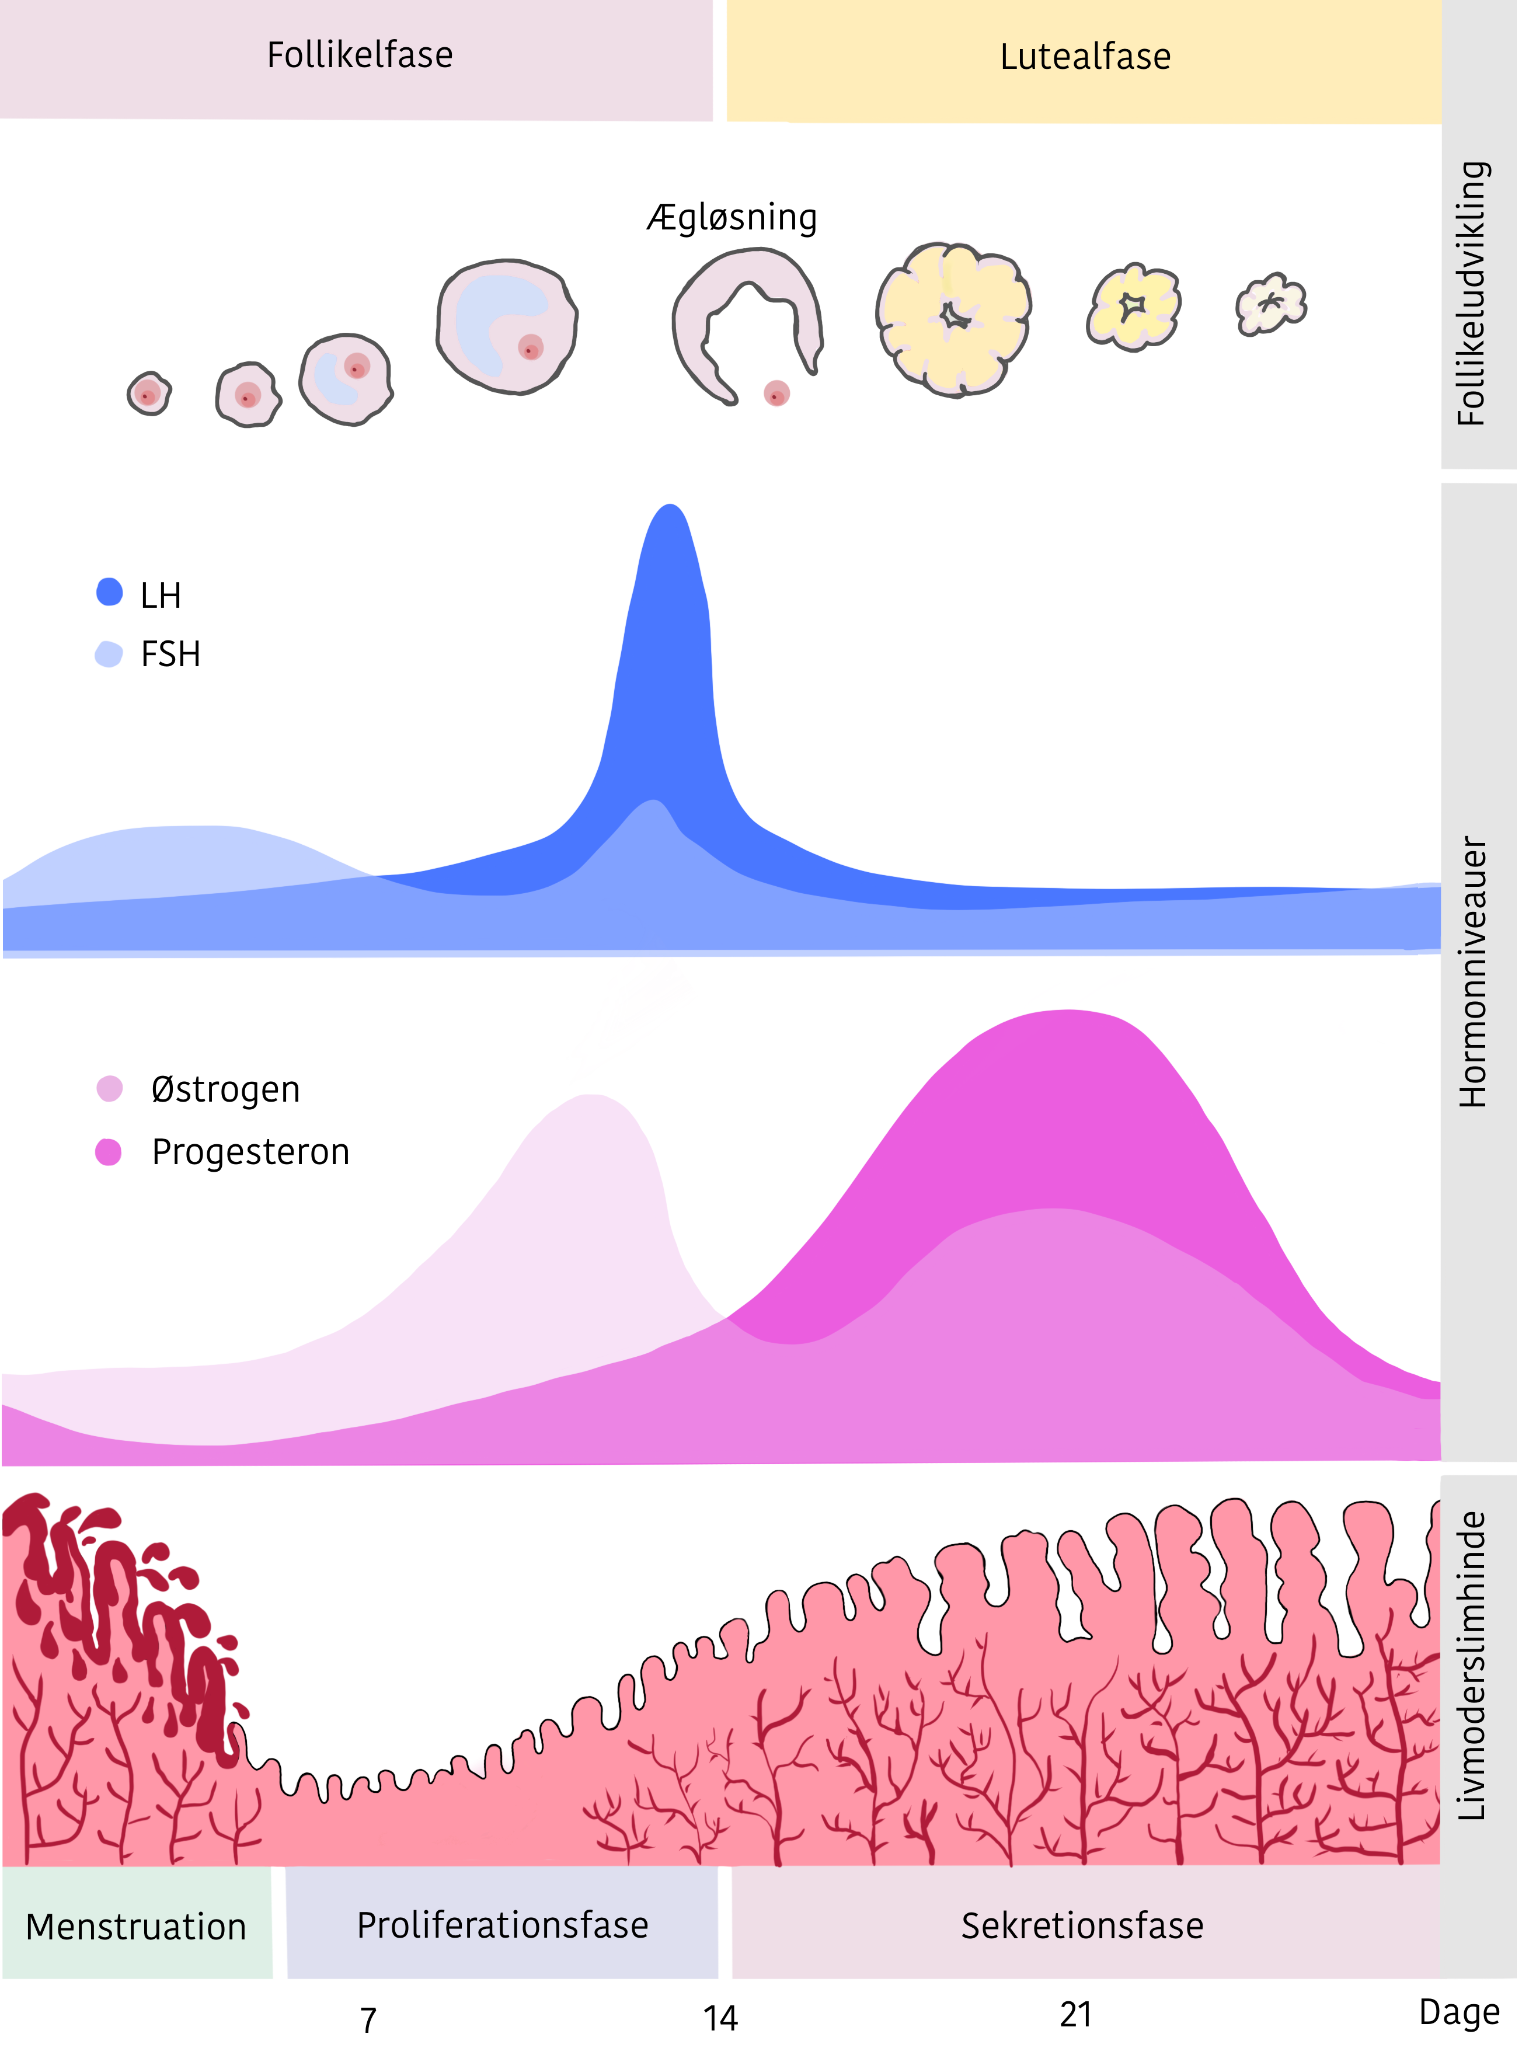 Follikelfase
Lutealfase
Ægløsning
Follikeludvikling
LH
FSH
Hormonniveauer
Østrogen
Progesteron
Livmoderslimhinde
Menstruation
Proliferationsfase
Sekretionsfase
7
14
21
Dage